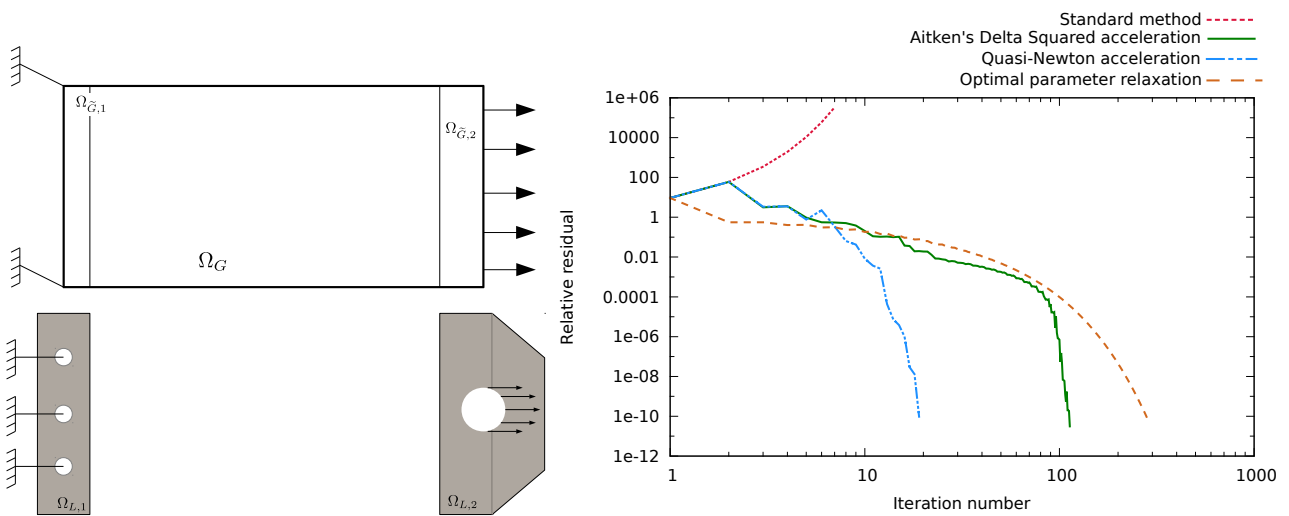 Ω_{G̃,1}
Ω_{G̃,2}
Ω_G
Ω_{L,1}
Ω_{L,2}
Standard method
Aitken's Delta Squared acceleration
Quasi-Newton acceleration
Optimal parameter relaxation
Relative residual
1e+06
10000
100
1
0.01
0.0001
1e-06
1e-08
1e-10
1e-12
1 10 100 1000
Iteration number